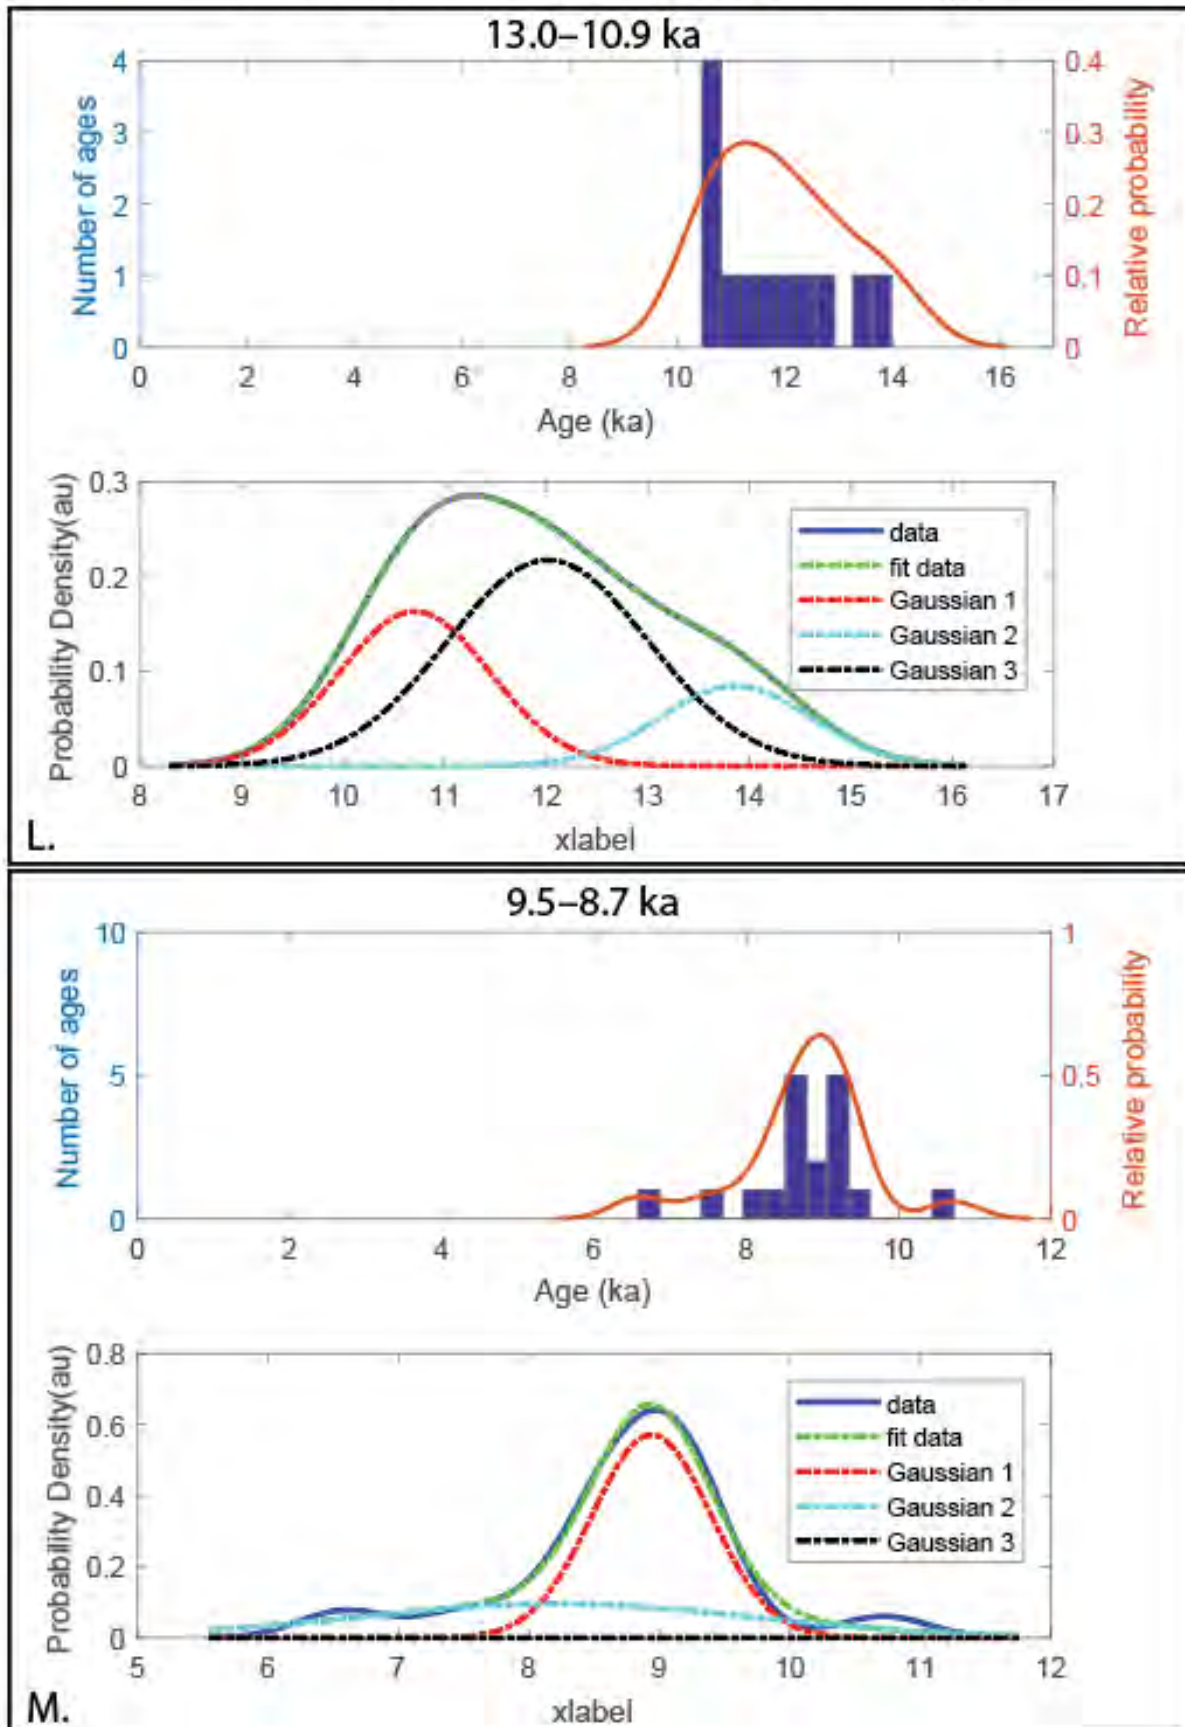 13.0–10.9 ka
4
3
2
1
0
Number of ages
0.4
0.3
0.2
0.1
0
Relative probability
0 2 4 6 8 10 12 14 16
Age (ka)
0.3
0.2
0.1
0
Probability Density(au)
data
fit data
Gaussian 1
Gaussian 2
Gaussian 3
8 9 10 11 12 13 14 15 16 17
xlabel
L.
9.5–8.7 ka
10
5
0
Number of ages
1
0.5
0
Relative probability
0 2 4 6 8 10 12
Age (ka)
0.8
0.6
0.4
0.2
0
Probability Density(au)
data
fit data
Gaussian 1
Gaussian 2
Gaussian 3
5 6 7 8 9 10 11 12
xlabel
M.